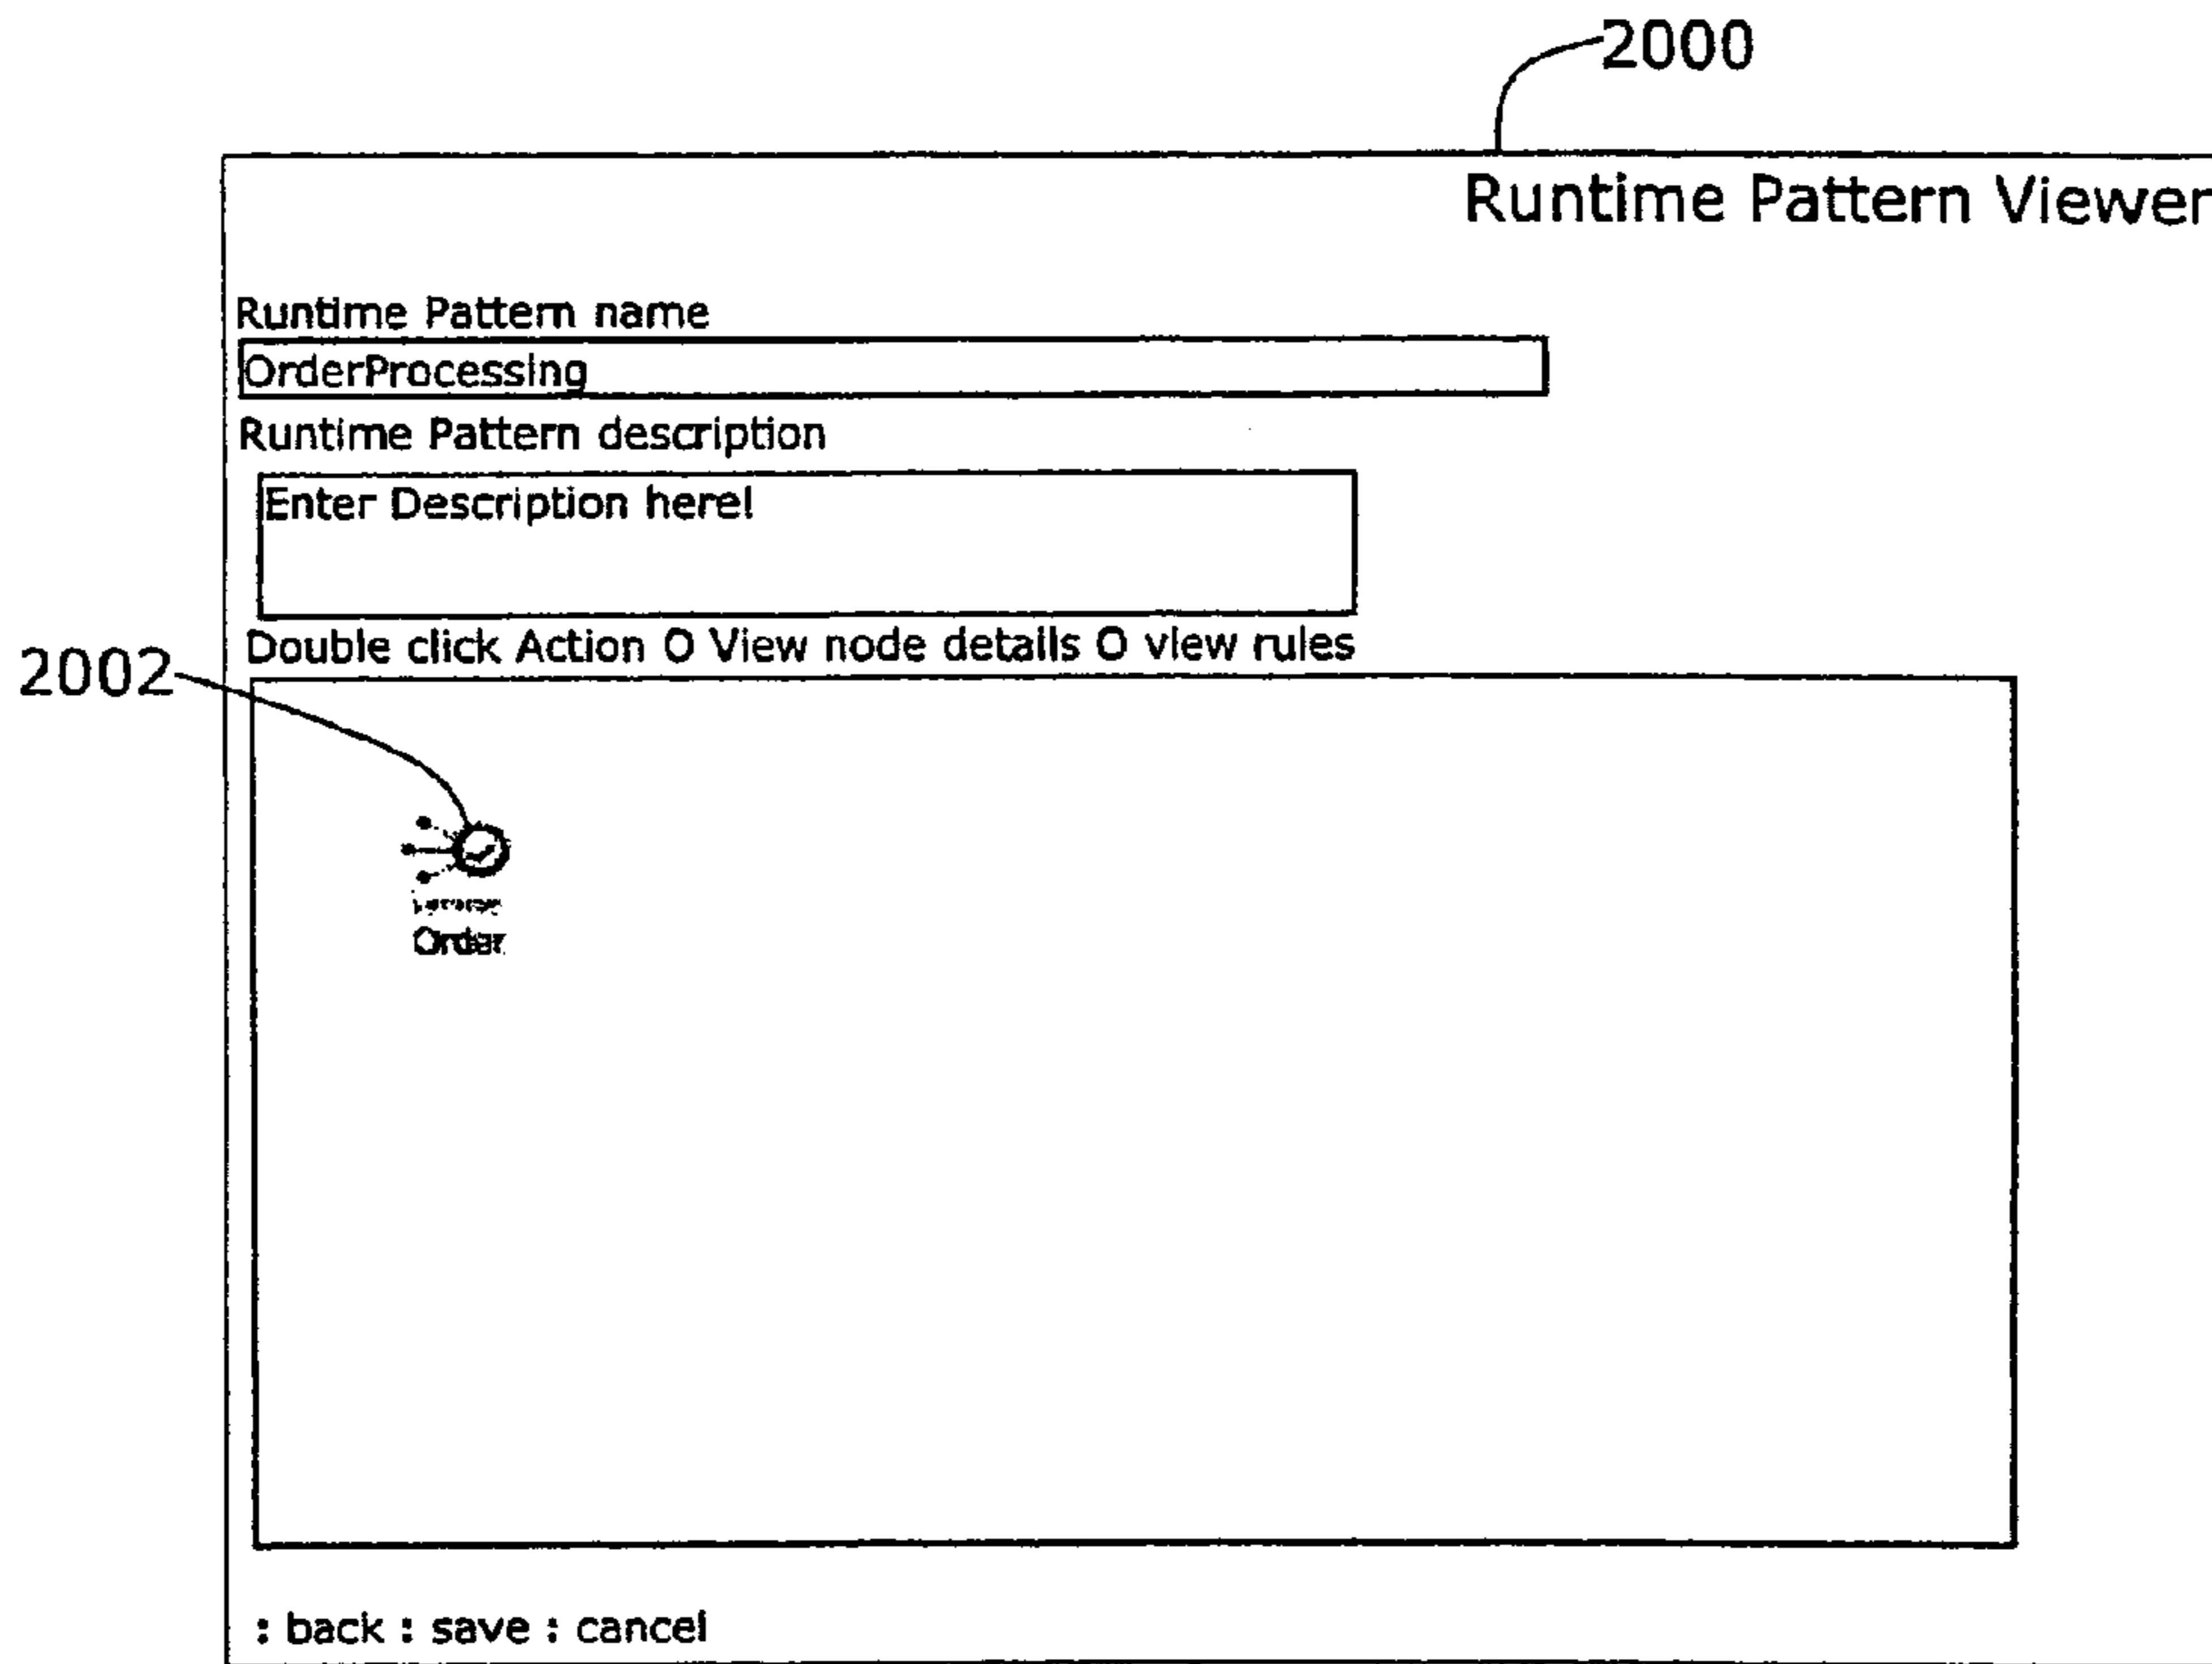 2000
Runtime Pattern Viewer
Runtime Pattern name
OrderProcessing
Runtime Pattern description
Enter Description here!
Double click Action O View node details O view rules
2002
Order
: back : save : cancel